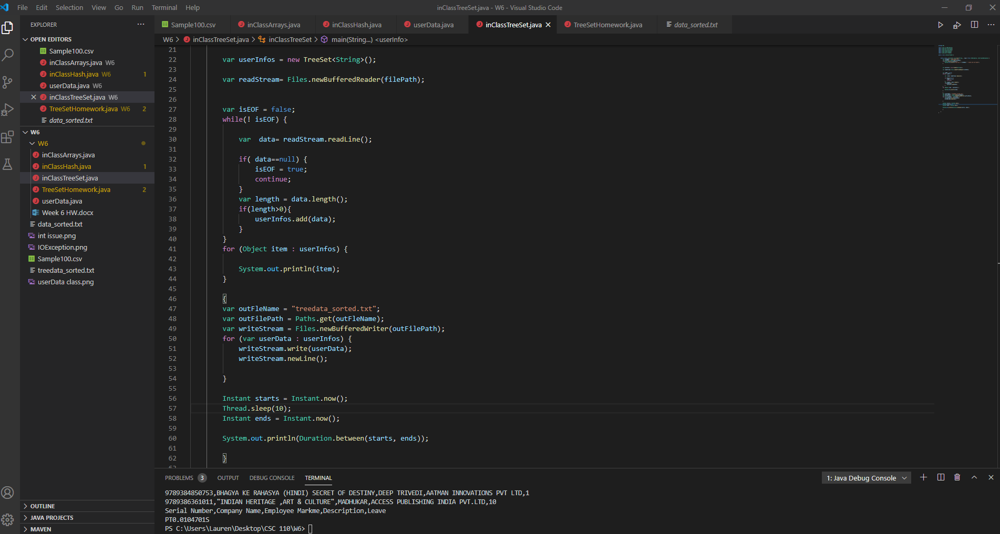 File Edit Selection View Go Run Terminal Help
inClassTreeSet.java - W6 - Visual Studio Code
EXPLORER
OPEN EDITORS
Sample100.csv
inClassArrays.java W6
inClassHash.java W6 1
userData.java W6
inClassTreeSet.java W6
TreeSetHomework.java W6 2
data_sorted.txt
W6
W6
inClassArrays.java
inClassHash.java 1
inClassTreeSet.java
TreeSetHomework.java 2
userData.java
Week 6 HW.docx
data_sorted.txt
int issue.png
IOException.png
Sample100.csv
treedata_sorted.txt
userData class.png
OUTLINE
JAVA PROJECTS
MAVEN
Sample100.csv inClassArrays.java inClassHash.java userData.java inClassTreeSet.java TreeSetHomework.java data_sorted.txt
W6 > inClassTreeSet.java > inClassTreeSet > main(String...) <userInfo>
21
22 var userInfos = new TreeSet<String>();
23
24 var readStream= Files.newBufferedReader(filePath);
25
26
27 var isEOF = false;
28 while(! isEOF) {
29
30 var  data= readStream.readLine();
31
32 if( data==null) {
33 isEOF = true;
34 continue;
35 }
36 var length = data.length();
37 if(length>0){
38 userInfos.add(data);
39 }
40 }
41 for (Object item : userInfos) {
42
43 System.out.println(item);
44 }
45
46 {
47 var outFleName = "treedata_sorted.txt";
48 var outFilePath = Paths.get(outFleName);
49 var writeStream = Files.newBufferedWriter(outFilePath);
50 for (var userData : userInfos) {
51 writeStream.write(userData);
52 writeStream.newLine();
53
54 }
55
56 Instant starts = Instant.now();
57 Thread.sleep(10);
58 Instant ends = Instant.now();
59
60 System.out.println(Duration.between(starts, ends));
61
62 }
PROBLEMS 3 OUTPUT DEBUG CONSOLE TERMINAL
1: Java Debug Console
9789384850753,BHAGYA KE RAHASYA (HINDI) SECRET OF DESTINY,DEEP TRIVEDI,AATMAN INNOVATIONS PVT LTD,1
9789386361011,"INDIAN HERITAGE ,ART & CULTURE",MADHUKAR,ACCESS PUBLISHING INDIA PVT.LTD,10
Serial Number,Company Name,Employee Markme,Description,Leave
PT0.0104701S
PS C:\Users\Lauren\Desktop\CSC 110\W6>